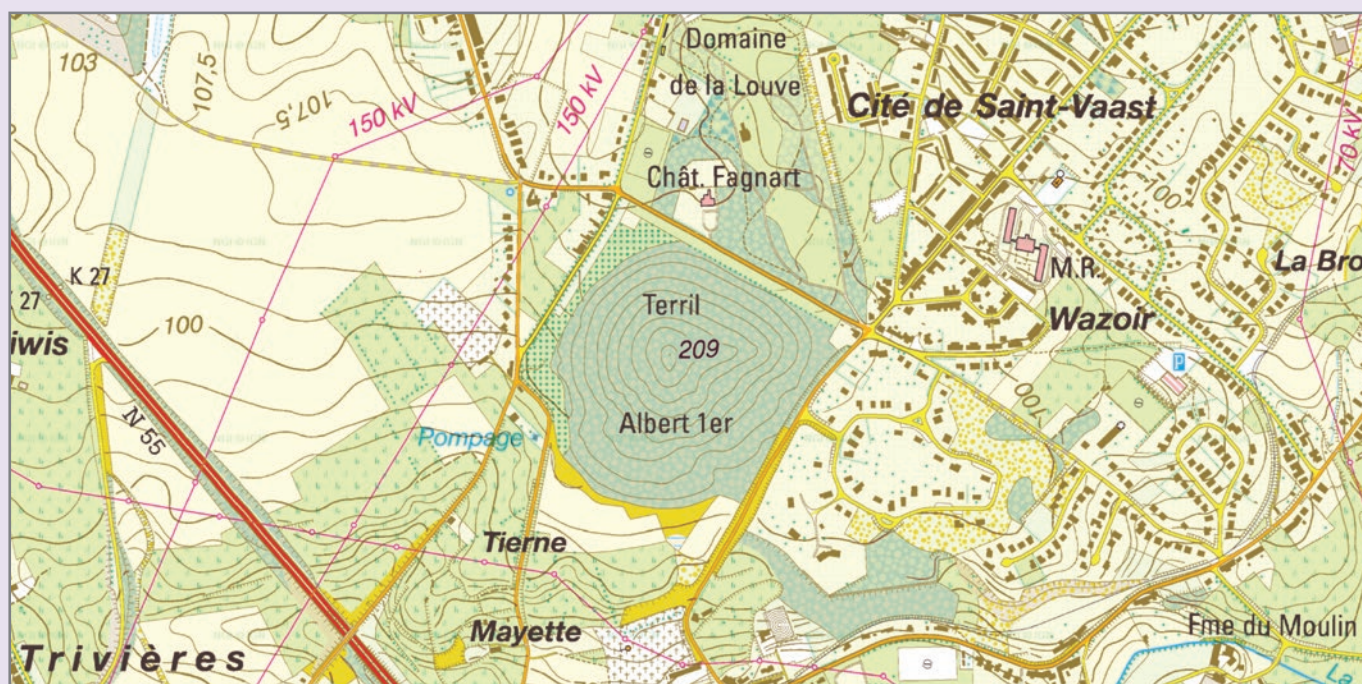 Domaine
de la Louve
103
107,5
107,5
150 kV
150 kV
Cité de Saint-Vaast
70 kV
Chât. Fagnart
100
M.R.
La Bro
K 27
27
Terril
Wazoir
100
209
P
iwis
N 55
Albert 1er
100
Pompage
Tierne
Mayette
Fme du Moulin
Trivières
La